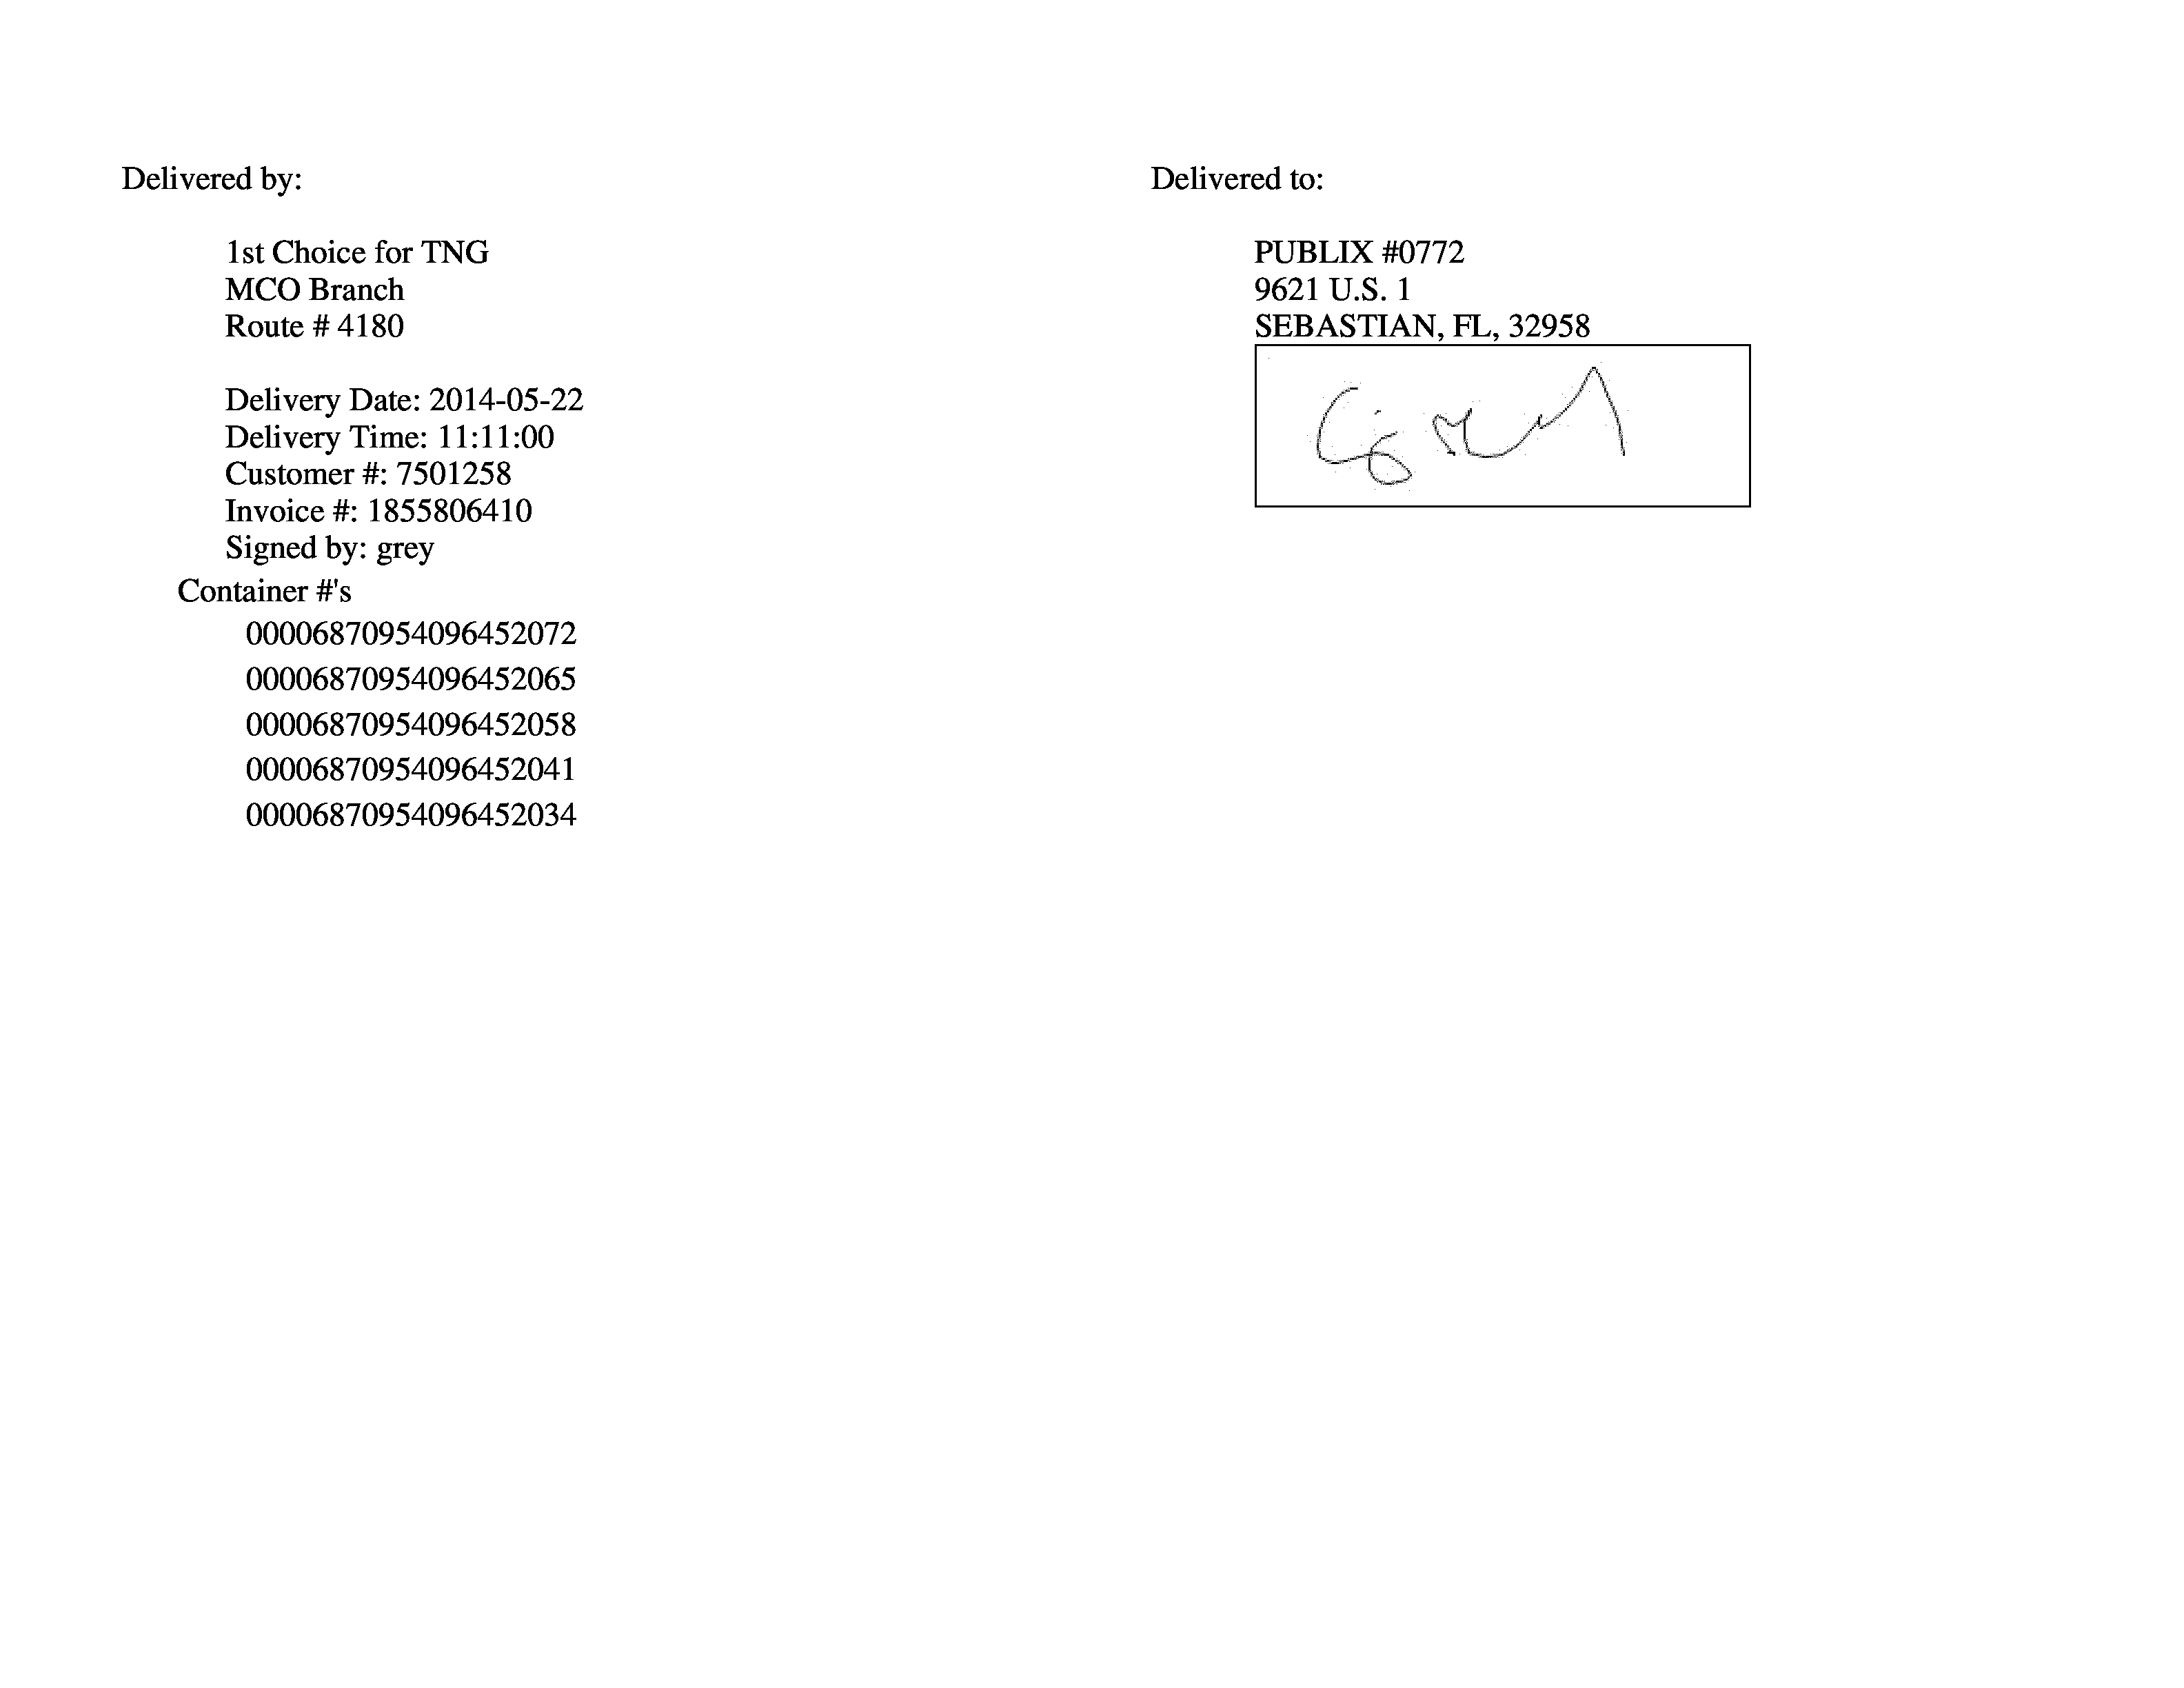 Delivered by:
1st Choice for TNG
MCO Branch
Route # 4180
Delivery Date: 2014-05-22
Delivery Time: 11:11:00
Customer #: 7501258
Invoice #: 1855806410
Signed by: grey
Container #'s
00006870954096452072
00006870954096452065
00006870954096452058
00006870954096452041
00006870954096452034
Delivered to:
PUBLIX #0772
9621 U.S. 1
SEBASTIAN, FL, 32958